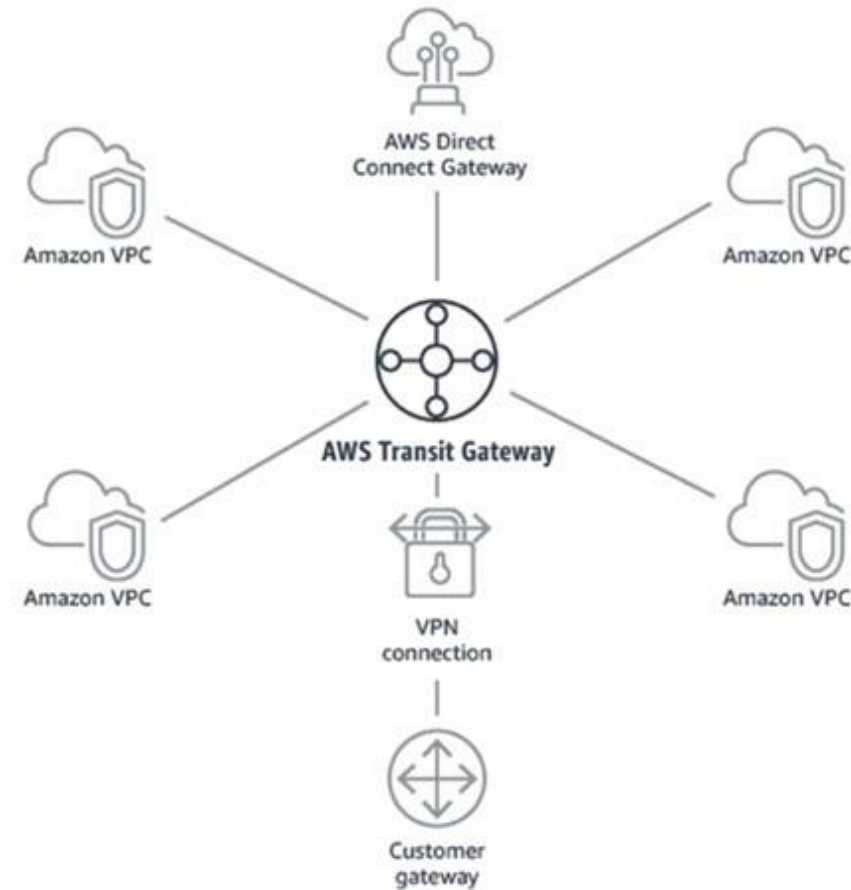 AWS Direct
Connect Gateway
Amazon VPC
Amazon VPC
AWS Transit Gateway
Amazon VPC
Amazon VPC
VPN
connection
Customer
gateway